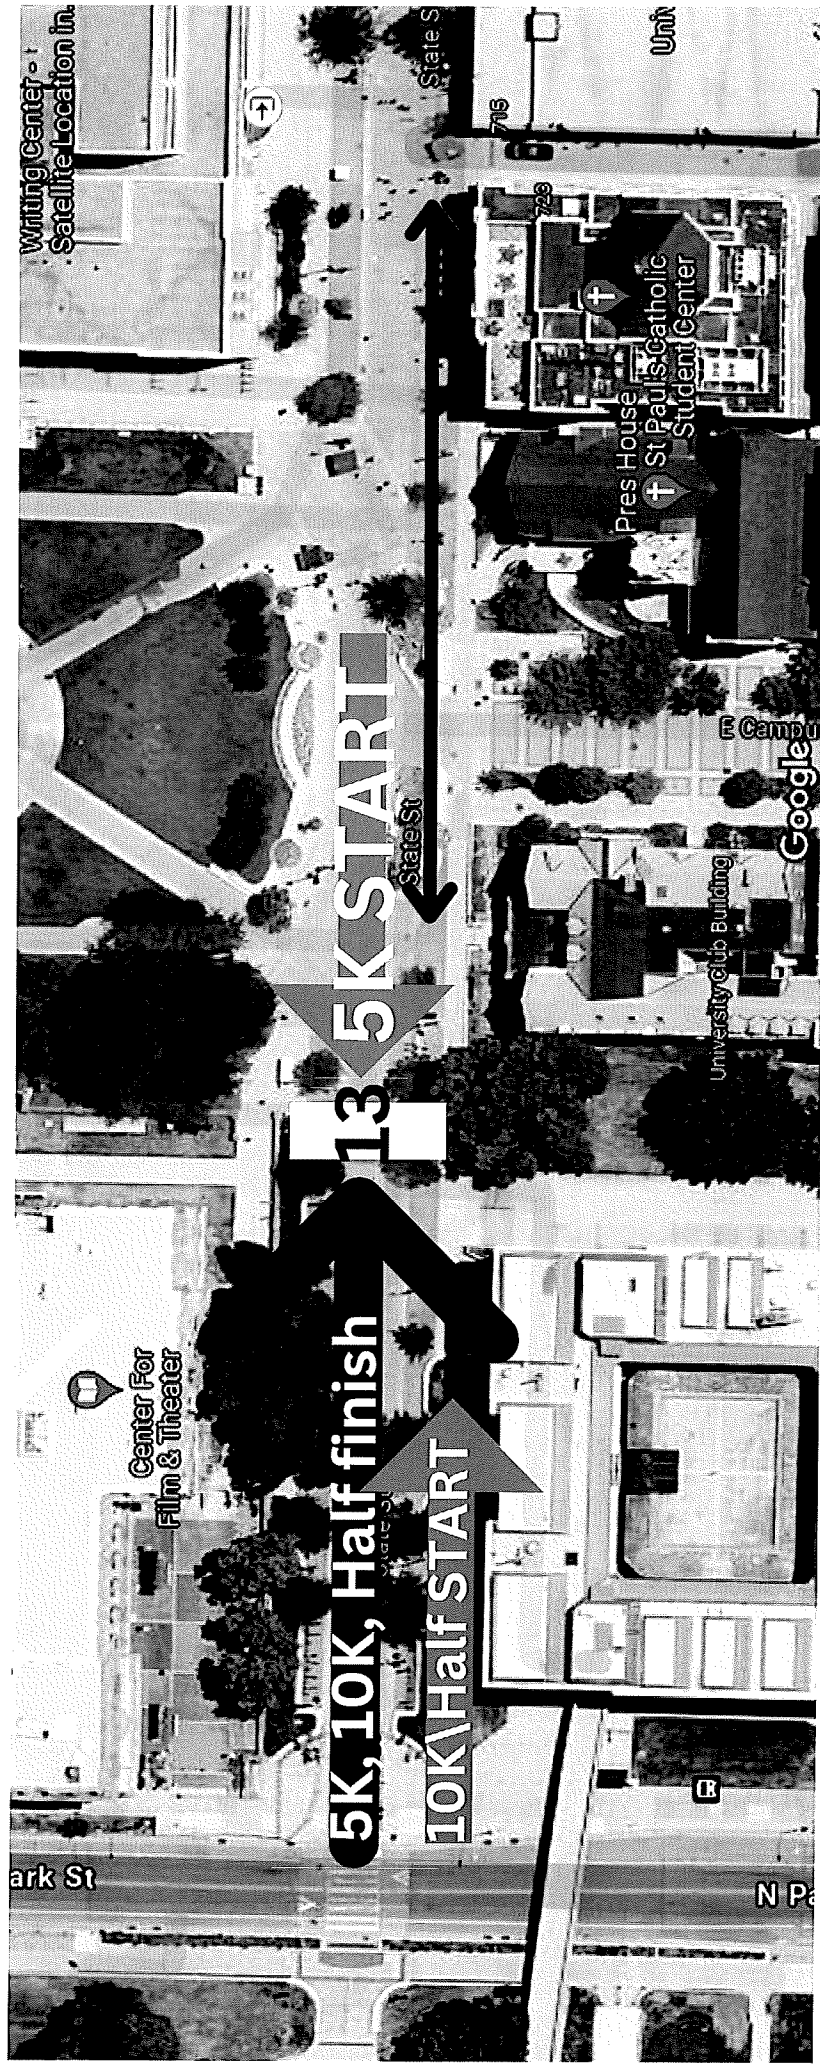 Writing Center -
Satellite Location in.
State S
Univ
715
723
St Paul's Catholic
Student Center
Pres House
5K START
State St
E Campu
Google
University Club Building
13
Center For
Film & Theater
5K, 10K, Half finish
10K\Half START
ark St
N Pa